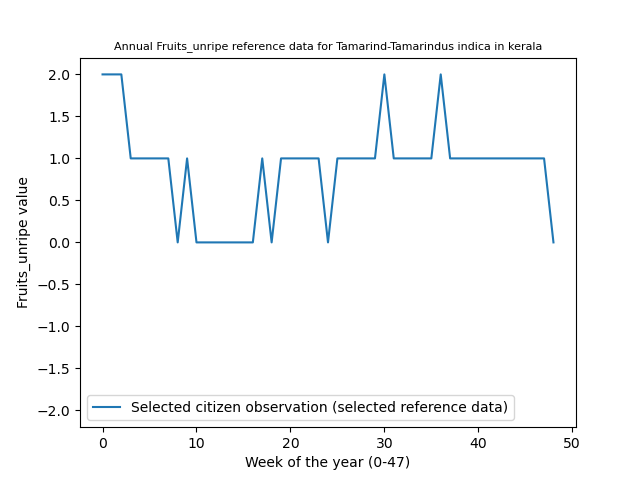 Annual Fruits_unripe reference data for Tamarind-Tamarindus indica in kerala
2.0
1.5
1.0
0.5
0.0
−0.5
−1.0
−1.5
−2.0
Fruits_unripe value
Selected citizen observation (selected reference data)
0 10 20 30 40 50
Week of the year (0-47)